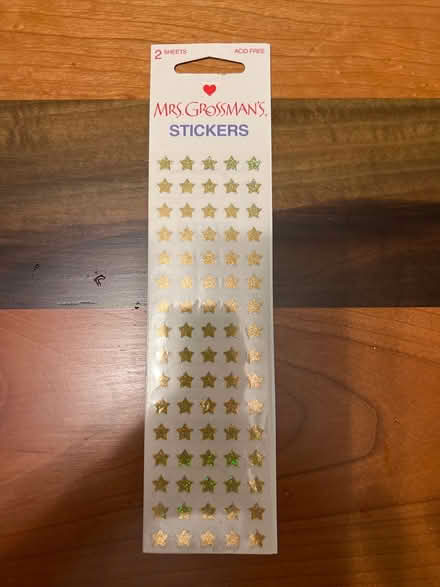 2 SHEETS
ACID FREE
MRS. GROSSMAN'S
STICKERS